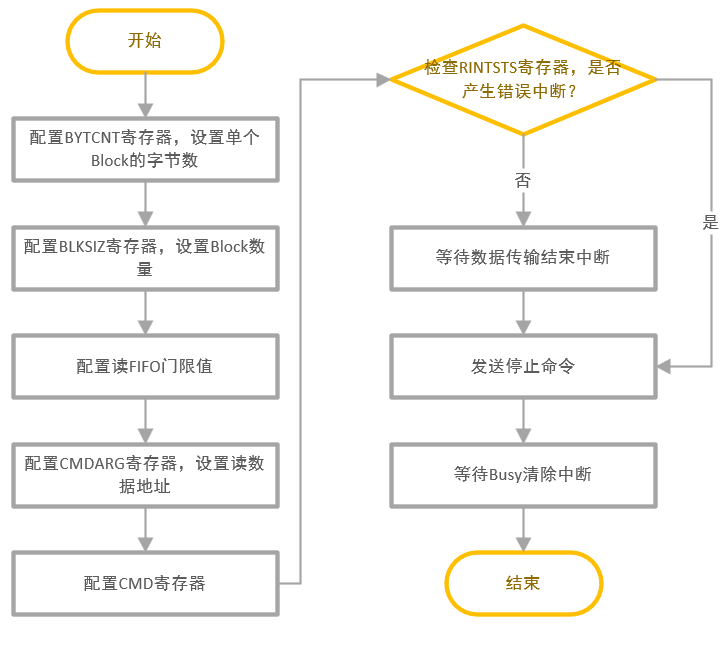 开始
配置BYTCNT寄存器，设置单个
Block的字节数
配置BLKSIZ寄存器，设置Block数
量
配置读FIFO门限值
配置CMDARG寄存器，设置读数
据地址
配置CMD寄存器
检查RINTSTS寄存器，是否
产生错误中断？
否
是
等待数据传输结束中断
发送停止命令
等待Busy清除中断
结束